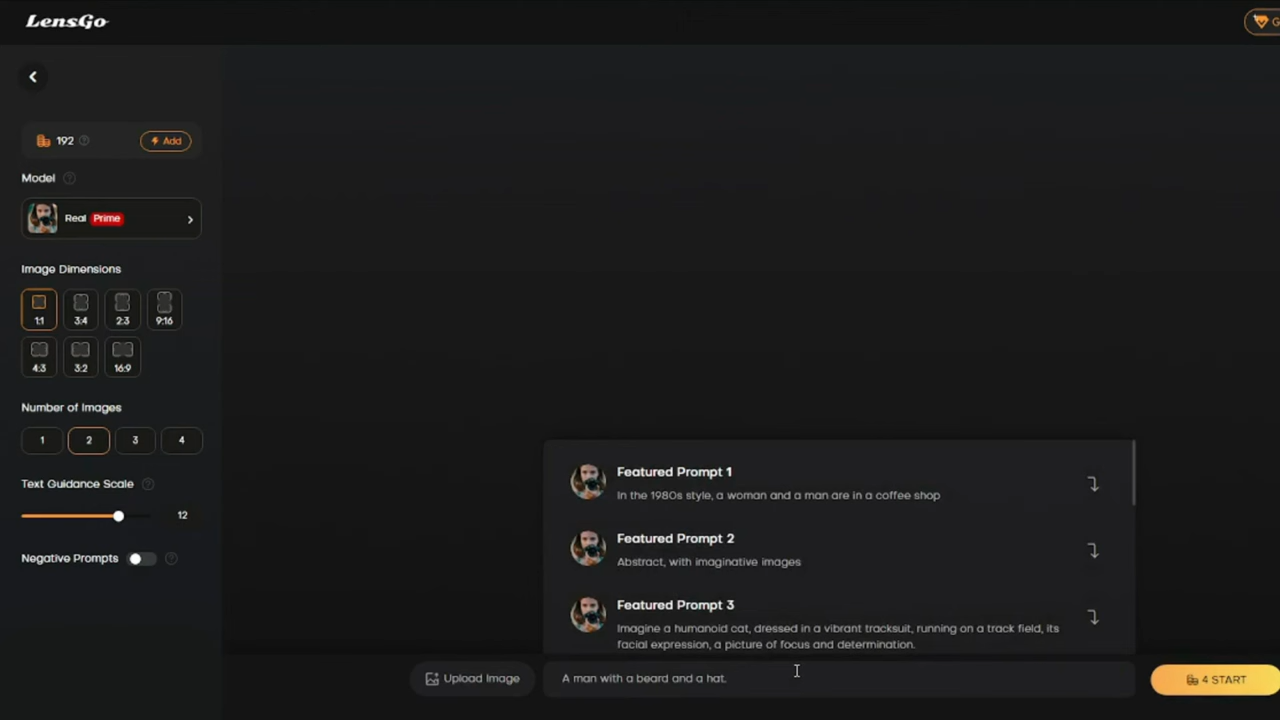 LensGo
G
192
Add
Model
Real Prime
Image Dimensions
1:1 3:4 2:3 9:16
4:3 3:2 16:9
Number of Images
1 2 3 4
Text Guidance Scale
12
Negative Prompts
Featured Prompt 1
In the 1980s style, a woman and a man are in a coffee shop
Featured Prompt 2
Abstract, with imaginative images
Featured Prompt 3
Imagine a humanoid cat, dressed in a vibrant tracksuit, running on a track field, its
facial expression, a picture of focus and determination.
Upload Image
A man with a beard and a hat.
4 START